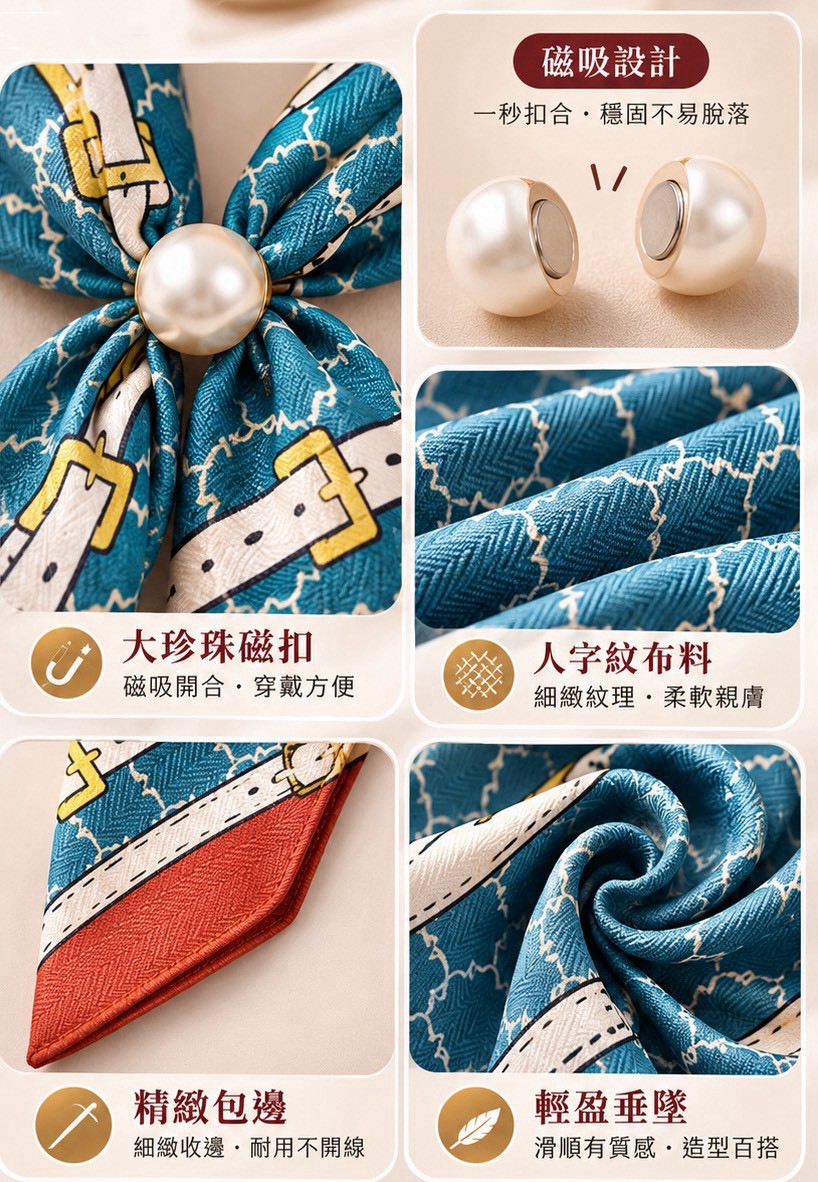 磁吸設計
一秒扣合・穩固不易脫落
大珍珠磁扣
磁吸開合・穿戴方便
人字紋布料
細緻紋理・柔軟親膚
精緻包邊
細緻收邊・耐用不開線
輕盈垂墜
滑順有質感・造型百搭